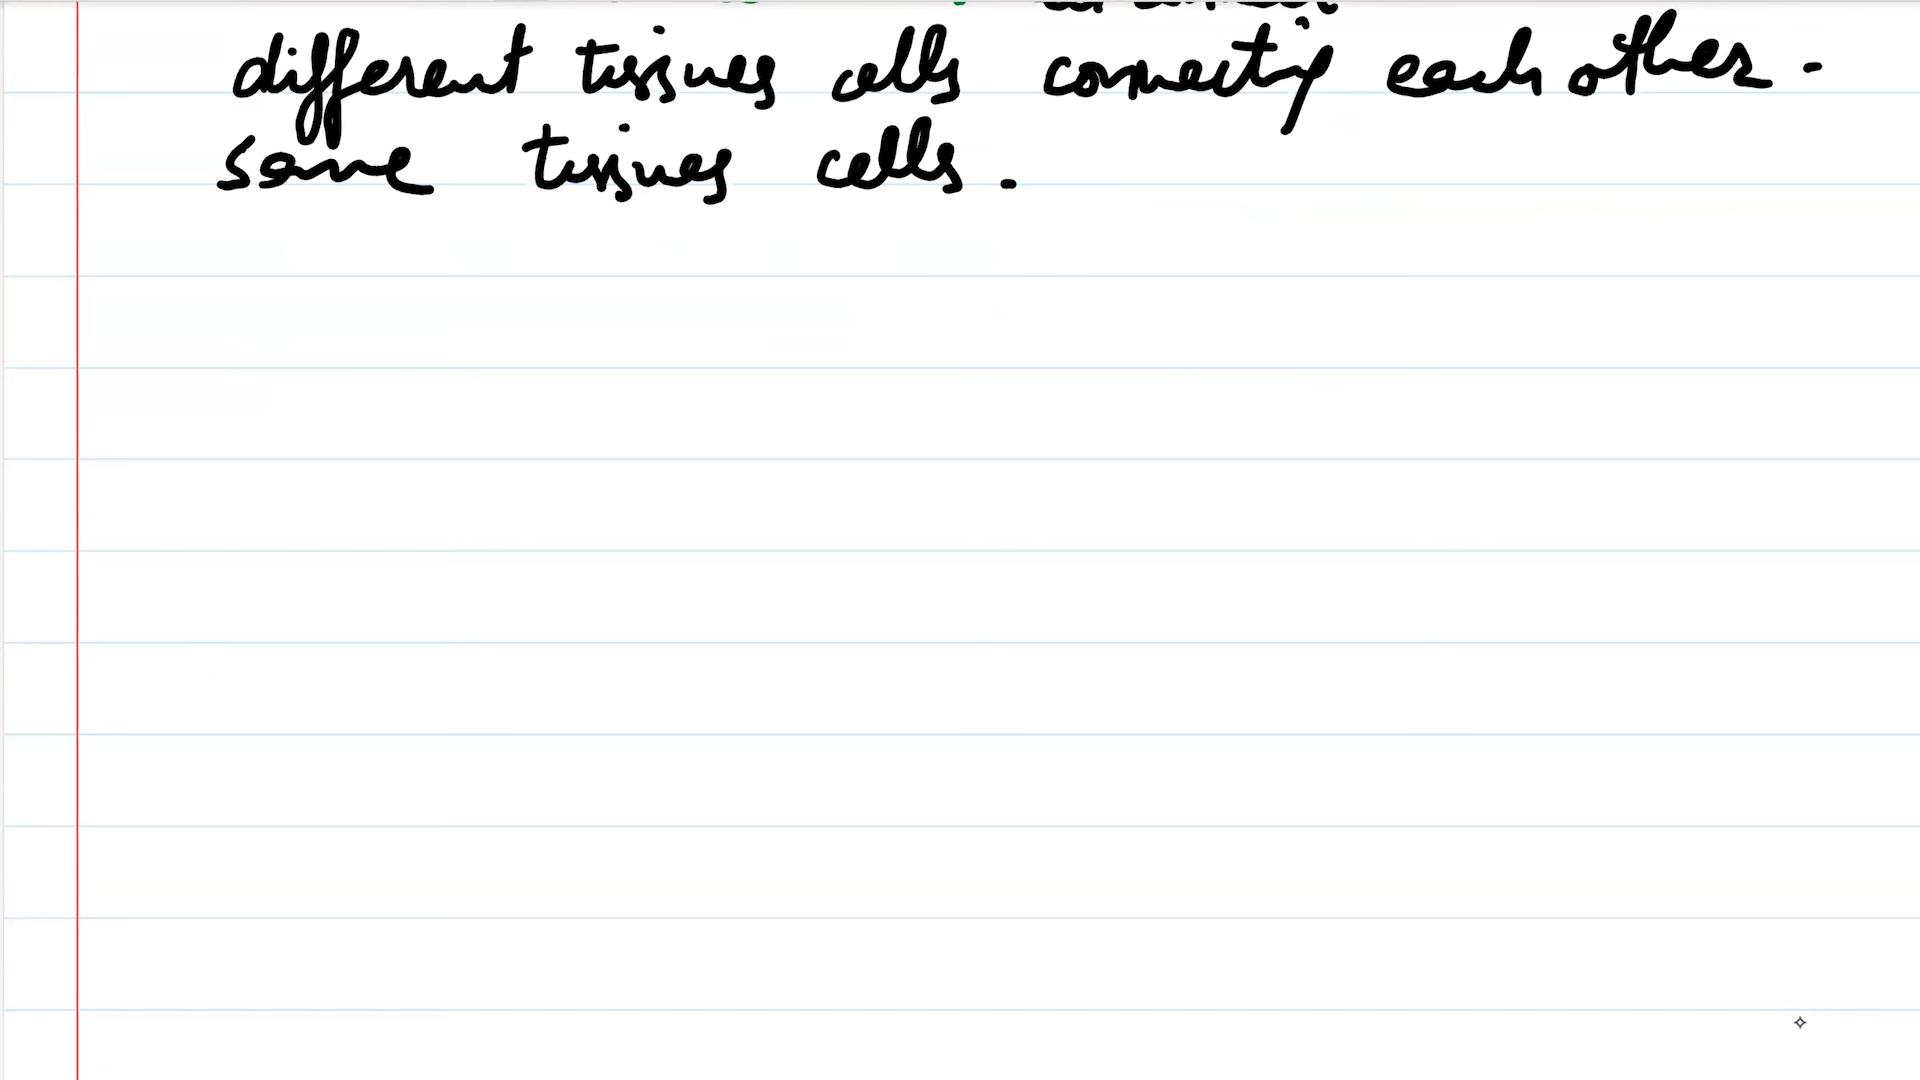 different tissues cells connecting each other.
same tissues cells.